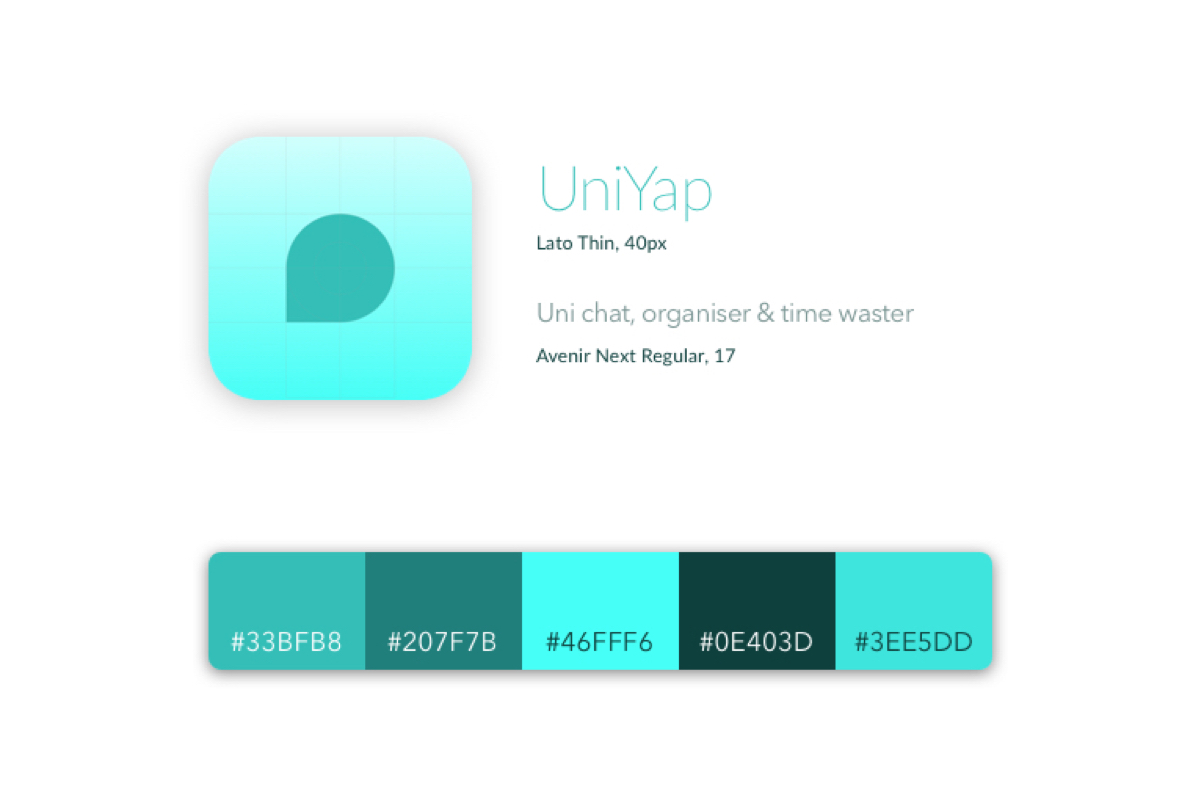 UniYap
Lato Thin, 40px
Uni chat, organiser & time waster
Avenir Next Regular, 17
#33BFB8 #207F7B #46FFF6 #0E403D #3EE5DD